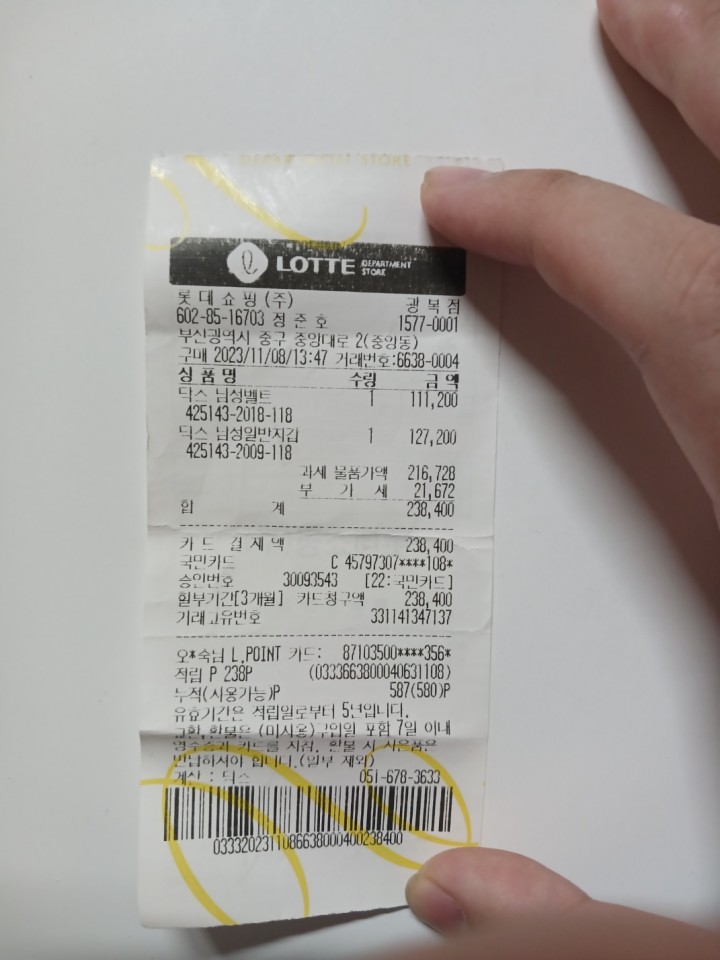 DEPARTMENT STORE
LOTTE DEPARTMENT STORE
롯데쇼핑(주) 광복점
602-85-16703 정준호 1577-0001
부산광역시 중구 중앙대로 2(중앙동)
구매 2023/11/08/13:47 거래번호:6638-0004
상품명 수량 금액
닥스 남성벨트 1 111,200
425143-2018-118
닥스 남성일반지갑 1 127,200
425143-2009-118
과세 물품가액 216,728
부 가 세 21,672
합 계 238,400
카드 결제액 238,400
국민카드 C 45797307****108*
승인번호 30093543 [22:국민카드]
할부기간[3개월] 카드청구액 238,400
거래고유번호 331141347137
오*숙님 L.POINT 카드: 87103500****356*
적립 P 238P (0333663800040631108)
누적(사용가능)P 587(580)P
유효기간은 적립일로부터 5년입니다.
교환,환불은 (미사용)구입일 포함 7일 이내
영수증과 카드를 지참, 환불 시 사은품은
반납하셔야 합니다.(일부 제외)
계산 : 닥스 051-678-3633
0333202311086638000400238400